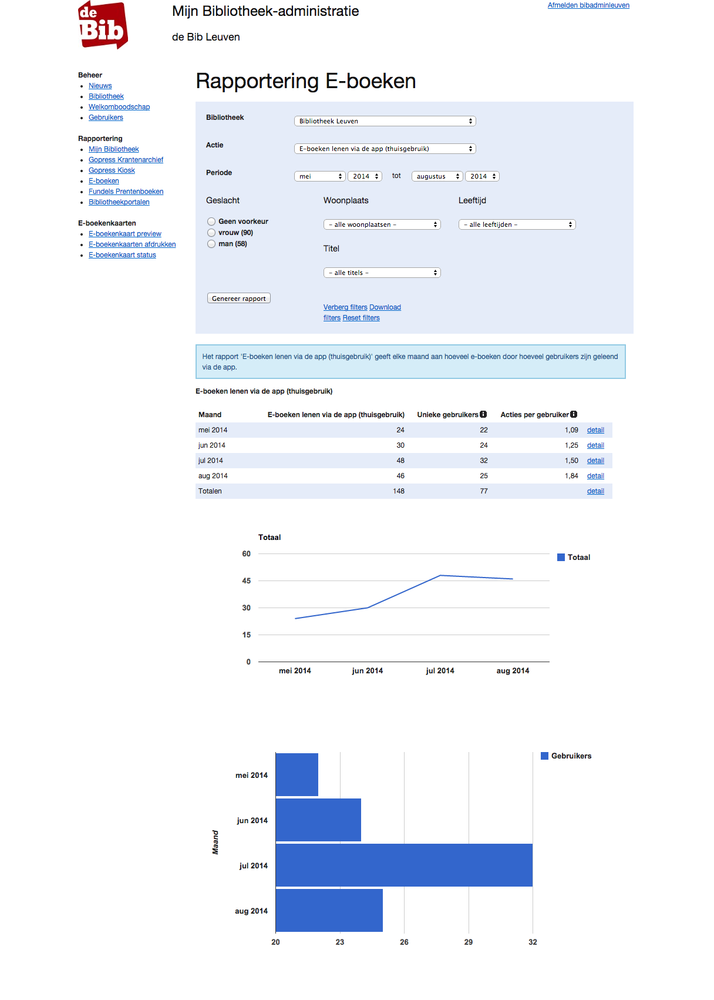 de
Bib
Mijn Bibliotheek-administratie
Afmelden bibadminleuven
de Bib Leuven
Beheer
Nieuws
Bibliotheek
Welkomboodschap
Gebruikers
Rapportering
Mijn Bibliotheek
Gopress Krantenarchief
Gopress Kiosk
E-boeken
Fundels Prentenboeken
Bibliotheekportalen
E-boekenkaarten
E-boekenkaart preview
E-boekenkaarten afdrukken
E-boekenkaart status
Rapportering E-boeken
Bibliotheek Bibliotheek Leuven
Actie E-boeken lenen via de app (thuisgebruik)
Periode mei 2014 tot augustus 2014
Geslacht Woonplaats Leeftijd
Geen voorkeur - alle woonplaatsen - - alle leeftijden -
vrouw (90)
man (58)
Titel
- alle titels -
Genereer rapport
Verberg filters Download
filters Reset filters
Het rapport 'E-boeken lenen via de app (thuisgebruik)' geeft elke maand aan hoeveel e-boeken door hoeveel gebruikers zijn geleend
via de app.
E-boeken lenen via de app (thuisgebruik)
Maand E-boeken lenen via de app (thuisgebruik) Unieke gebruikers i Acties per gebruiker i
mei 2014 24 22 1,09 detail
jun 2014 30 24 1,25 detail
jul 2014 48 32 1,50 detail
aug 2014 46 25 1,84 detail
Totalen 148 77 detail
Totaal
60
45
30
15
0
mei 2014 jun 2014 jul 2014 aug 2014
Totaal
Gebruikers
Maand
mei 2014
jun 2014
jul 2014
aug 2014
20 23 26 29 32